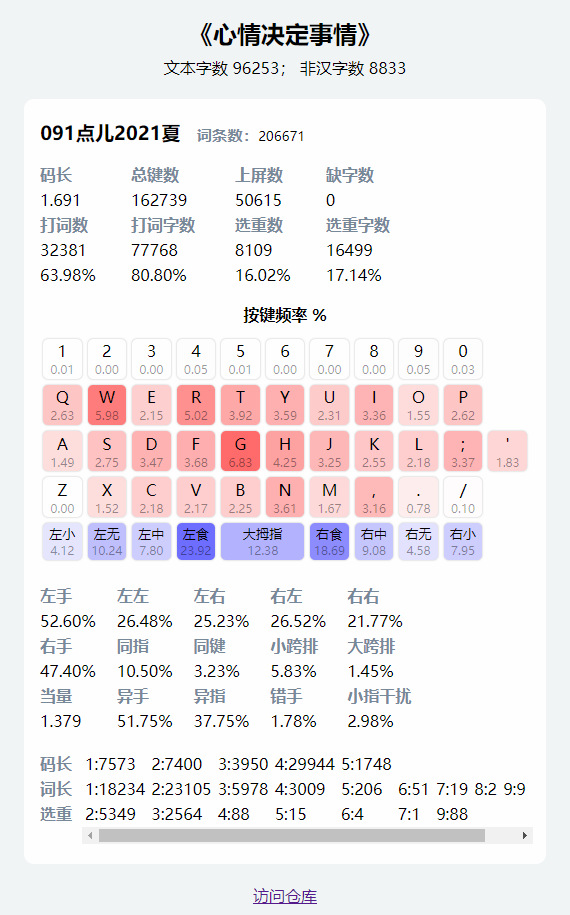 《心情决定事情》
文本字数 96253； 非汉字数 8833
091点儿2021夏 词条数：206671
码长 总键数 上屏数 缺字数
1.691 162739 50615 0
打词数 打词字数 选重数 选重字数
32381 77768 8109 16499
63.98% 80.80% 16.02% 17.14%
按键频率 %
1 2 3 4 5 6 7 8 9 0
0.01 0.00 0.00 0.05 0.01 0.00 0.00 0.00 0.05 0.03
Q W E R T Y U I O P
2.63 5.98 2.15 5.02 3.92 3.59 2.31 3.36 1.55 2.62
A S D F G H J K L ; '
1.49 2.75 3.47 3.68 6.83 4.25 3.25 2.55 2.18 3.37 1.83
Z X C V B N M , . /
0.00 1.52 2.18 2.17 2.25 3.61 1.67 3.16 0.78 0.10
左小 左无 左中 左食 大拇指 右食 右中 右无 右小
4.12 10.24 7.80 23.92 12.38 18.69 9.08 4.58 7.95
左手 左左 左右 右左 右右
52.60% 26.48% 25.23% 26.52% 21.77%
右手 同指 同键 小跨排 大跨排
47.40% 10.50% 3.23% 5.83% 1.45%
当量 异手 异指 错手 小指干扰
1.379 51.75% 37.75% 1.78% 2.98%
码长 1:7573 2:7400 3:3950 4:29944 5:1748
词长 1:18234 2:23105 3:5978 4:3009 5:206 6:51 7:19 8:2 9:9
选重 2:5349 3:2564 4:88 5:15 6:4 7:1 9:88
访问仓库